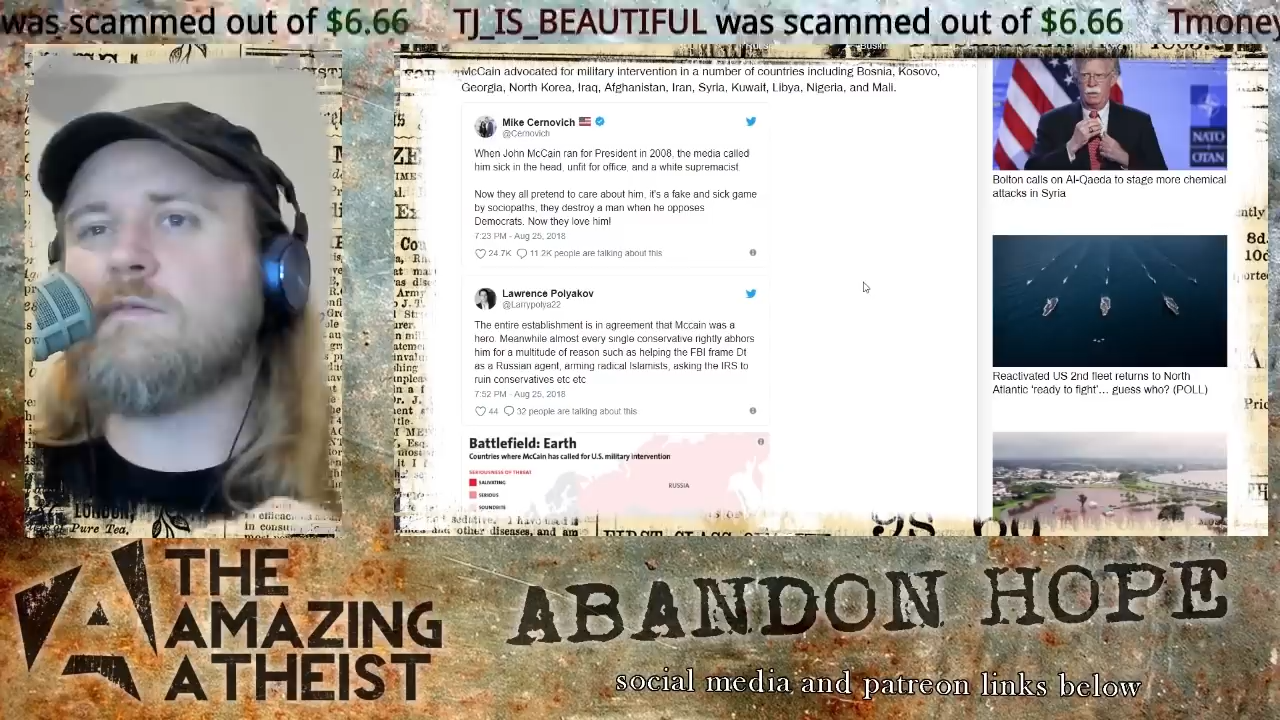 was scammed out of $6.66 TJ_IS_BEAUTIFUL was scammed out of $6.66 Tmoney
McCain advocated for military intervention in a number of countries including Bosnia, Kosovo,
Georgia, North Korea, Iraq, Afghanistan, Iran, Syria, Kuwait, Libya, Nigeria and Mali.
Mike Cernovich
@Cernovich
When John McCain ran for President in 2008, the media called
him sick in the head, unfit for office, and a white supremacist.
Now they all pretend to care about him, it's a fake and sick game
by sociopaths, they destroy a man when he opposes
Democrats. Now they love him!
7:23 PM - Aug 25, 2018
24.7K 11.2K people are talking about this
Lawrence Polyakov
@Larrypolya22
The entire establishment is in agreement that Mccain was a
hero. Meanwhile almost every single conservative rightly abhors
him for a multitude of reason such as helping the FBI frame Dt
as a Russian agent, arming radical Islamists, asking the IRS to
ruin conservatives etc etc
7:52 PM - Aug 25, 2018
44 32 people are talking about this
Battlefield: Earth
Countries where McCain has called for U.S. military intervention
SERIOUSNESS OF THREAT
SALIVATING
SERIOUS
SOUNDBITE
RUSSIA
NATO
OTAN
Bolton calls on Al-Qaeda to stage more chemical
attacks in Syria
Reactivated US 2nd fleet returns to North
Atlantic 'ready to fight'... guess who? (POLL)
THE
AMAZING
ATHEIST
ABANDON HOPE
social media and patreon links below